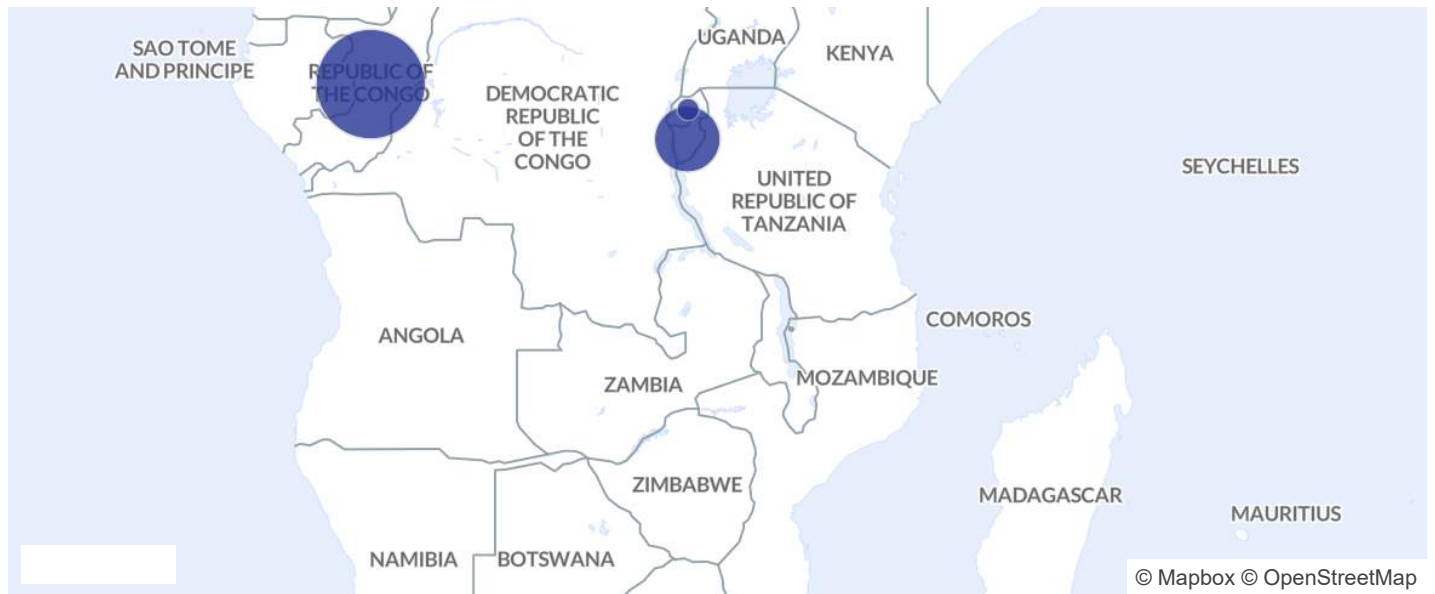 UGANDA
KENYA
SAO TOME
AND PRINCIPE
REPUBLIC OF
THE CONGO
DEMOCRATIC
REPUBLIC
OF THE
CONGO
SEYCHELLES
UNITED
REPUBLIC OF
TANZANIA
COMOROS
ANGOLA
ZAMBIA
MOZAMBIQUE
ZIMBABWE
MADAGASCAR
MAURITIUS
NAMIBIA
BOTSWANA
© Mapbox © OpenStreetMap